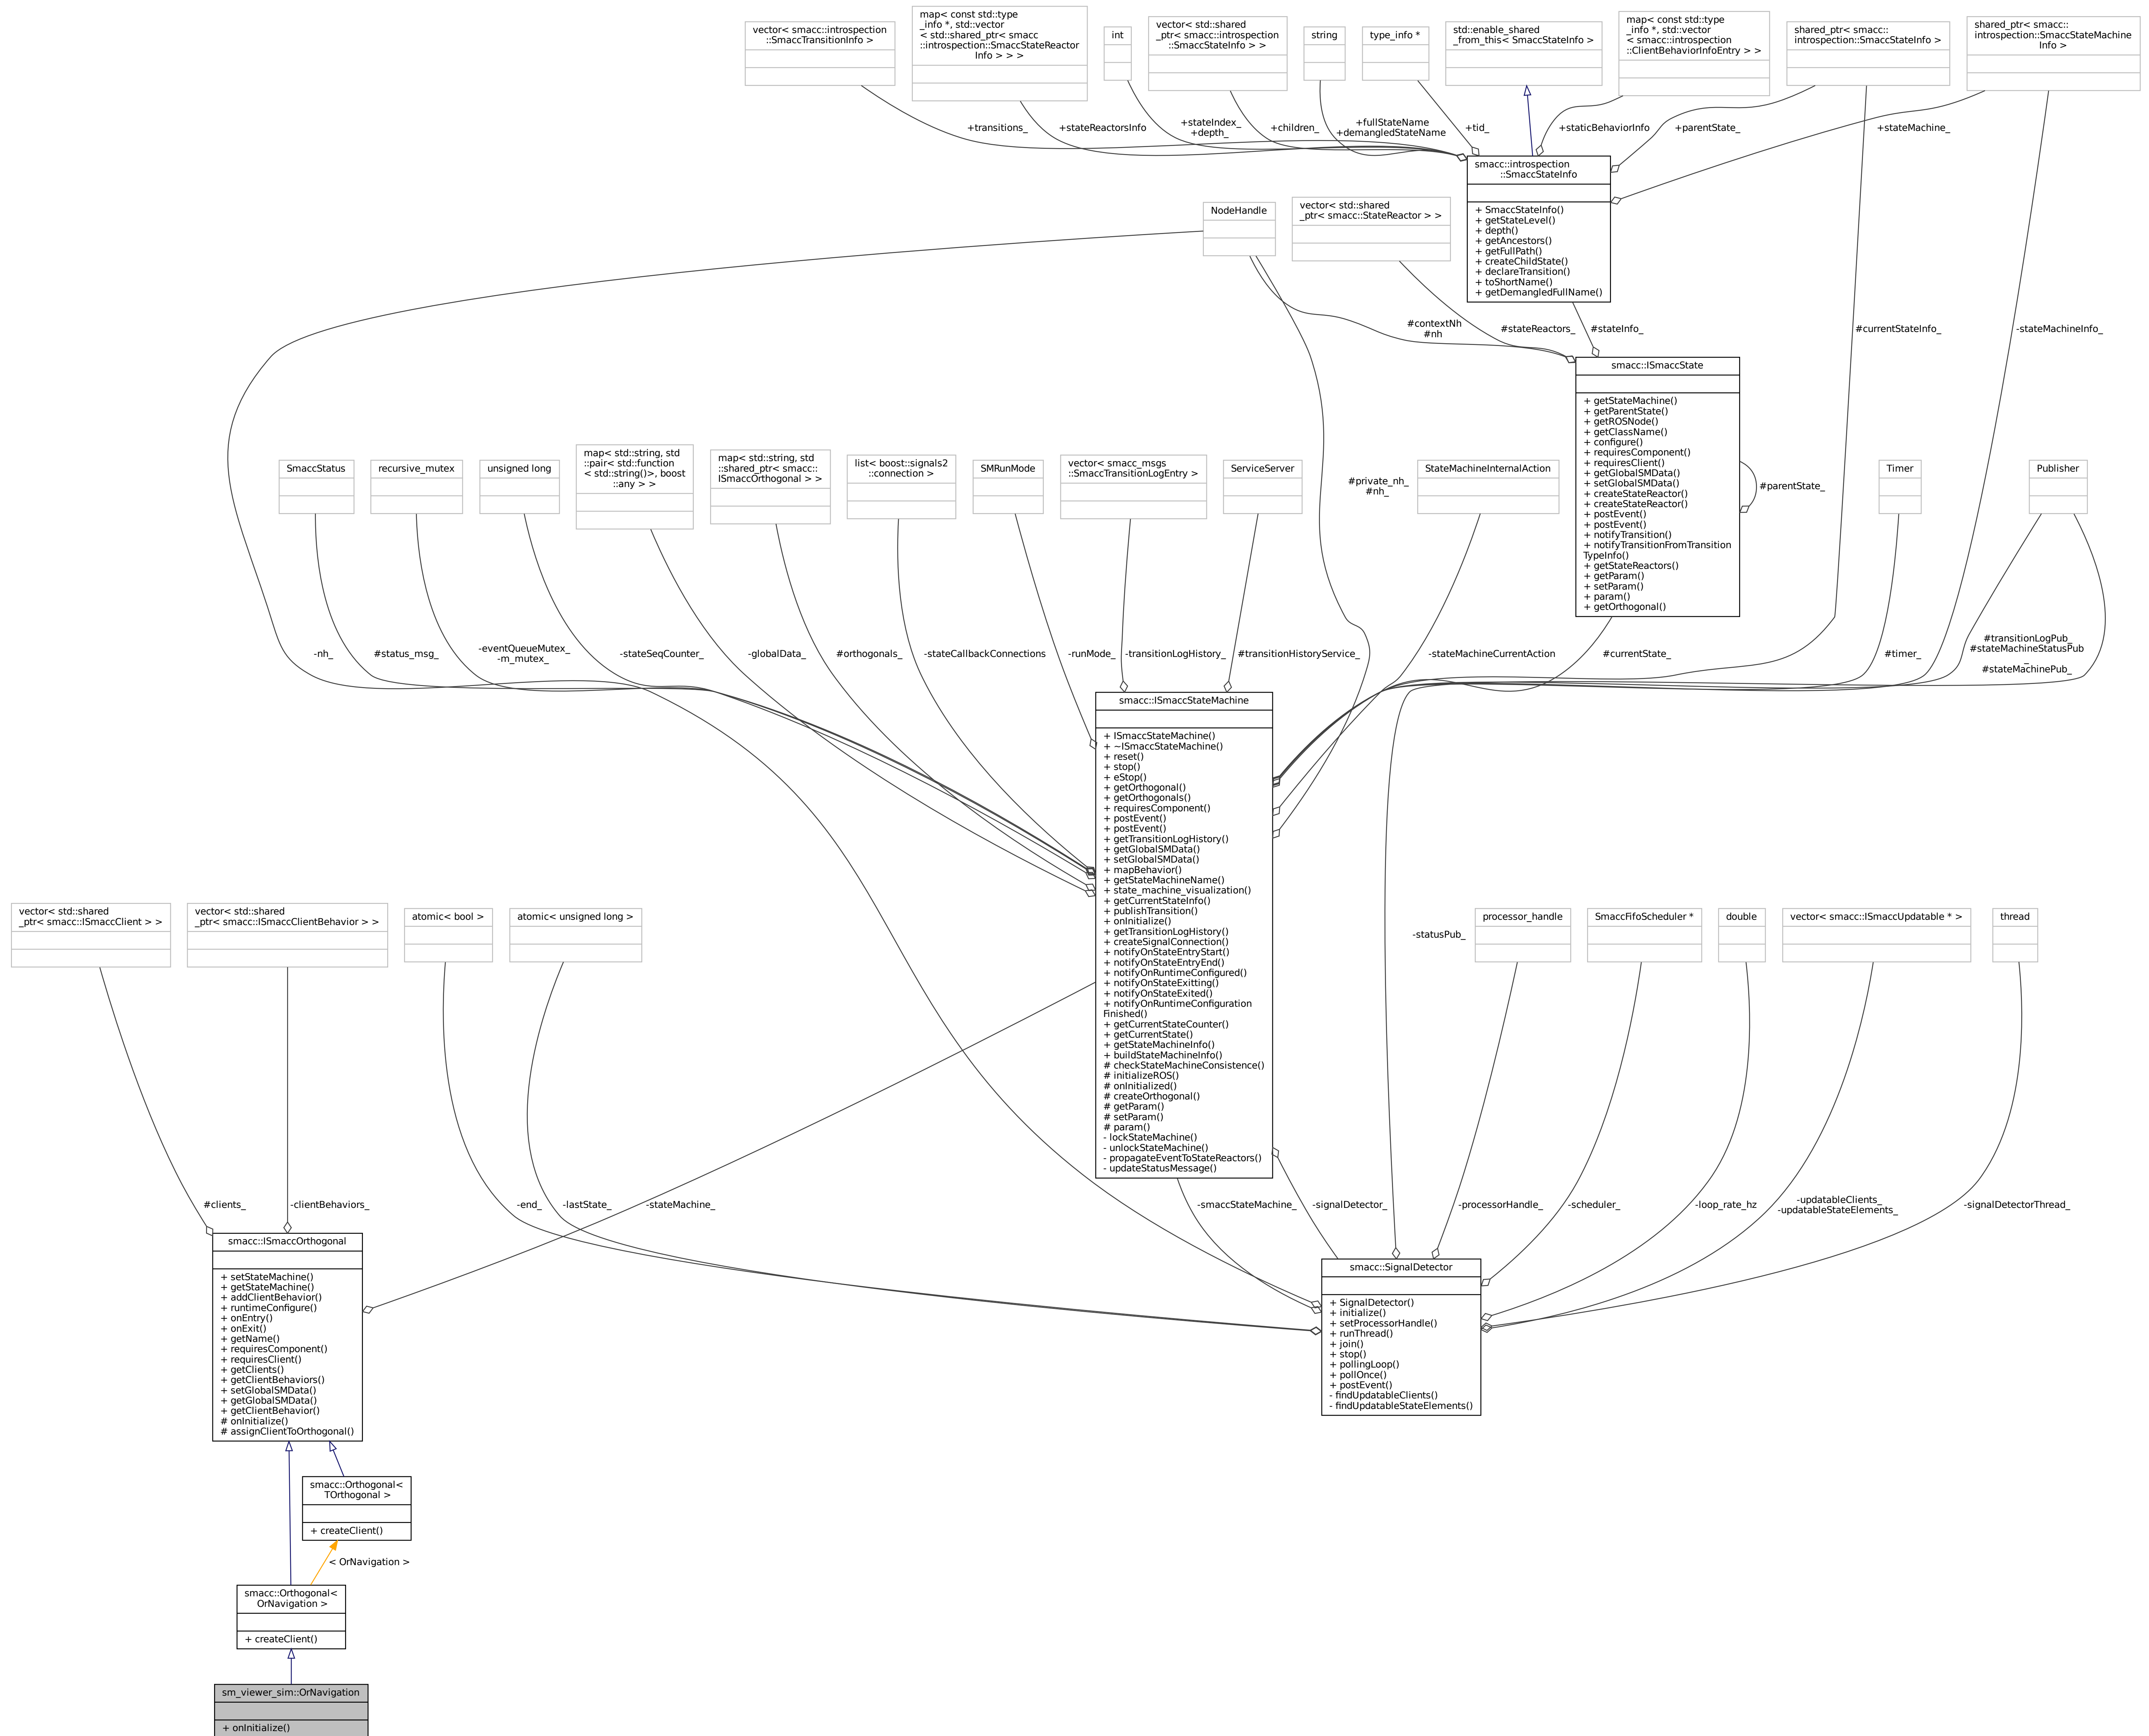 vector< smacc::introspection
::SmaccTransitionInfo >
map< const std::type
_info *, std::vector
< std::shared_ptr< smacc
::introspection::SmaccStateReactor
Info > > >
int
vector< std::shared
_ptr< smacc::introspection
::SmaccStateInfo > >
string
type_info *
std::enable_shared
_from_this< SmaccStateInfo >
map< const std::type
_info *, std::vector
< smacc::introspection
::ClientBehaviorInfoEntry > >
shared_ptr< smacc::
introspection::SmaccStateInfo >
shared_ptr< smacc::
introspection::SmaccStateMachine
Info >
+transitions_
+stateReactorsInfo
+stateIndex_
+depth_
+children_
+fullStateName
+demangledStateName
+tid_
+staticBehaviorInfo
+parentState_
+stateMachine_
smacc::introspection
::SmaccStateInfo
+ SmaccStateInfo()
+ getStateLevel()
+ depth()
+ getAncestors()
+ getFullPath()
+ createChildState()
+ declareTransition()
+ toShortName()
+ getDemangledFullName()
NodeHandle
vector< std::shared
_ptr< smacc::StateReactor > >
#contextNh
#nh
#stateReactors_
#stateInfo_
#currentStateInfo_
-stateMachineInfo_
smacc::ISmaccState
+ getStateMachine()
+ getParentState()
+ getROSNode()
+ getClassName()
+ configure()
+ requiresComponent()
+ requiresClient()
+ getGlobalSMData()
+ setGlobalSMData()
+ createStateReactor()
+ createStateReactor()
+ postEvent()
+ postEvent()
+ notifyTransition()
+ notifyTransitionFromTransition
TypeInfo()
+ getStateReactors()
+ getParam()
+ setParam()
+ param()
+ getOrthogonal()
#parentState_
SmaccStatus
recursive_mutex
unsigned long
map< std::string, std
::pair< std::function
< std::string()>, boost
::any > >
map< std::string, std
::shared_ptr< smacc::
ISmaccOrthogonal > >
list< boost::signals2
::connection >
SMRunMode
vector< smacc_msgs
::SmaccTransitionLogEntry >
ServiceServer
#private_nh_
#nh_
StateMachineInternalAction
Timer
Publisher
-nh_
#status_msg_
-eventQueueMutex_
-m_mutex_
-stateSeqCounter_
-globalData_
#orthogonals_
-stateCallbackConnections
-runMode_
-transitionLogHistory_
#transitionHistoryService_
-stateMachineCurrentAction
#currentState_
#timer_
#transitionLogPub_
#stateMachineStatusPub
_
#stateMachinePub_
smacc::ISmaccStateMachine
+ ISmaccStateMachine()
+ ~ISmaccStateMachine()
+ reset()
+ stop()
+ eStop()
+ getOrthogonal()
+ getOrthogonals()
+ requiresComponent()
+ postEvent()
+ postEvent()
+ getTransitionLogHistory()
+ getGlobalSMData()
+ setGlobalSMData()
+ mapBehavior()
+ getStateMachineName()
+ state_machine_visualization()
+ getCurrentStateInfo()
+ publishTransition()
+ onInitialize()
+ getTransitionLogHistory()
+ createSignalConnection()
+ notifyOnStateEntryStart()
+ notifyOnStateEntryEnd()
+ notifyOnRuntimeConfigured()
+ notifyOnStateExitting()
+ notifyOnStateExited()
+ notifyOnRuntimeConfiguration
Finished()
+ getCurrentStateCounter()
+ getCurrentState()
+ getStateMachineInfo()
+ buildStateMachineInfo()
# checkStateMachineConsistence()
# initializeROS()
# onInitialized()
# createOrthogonal()
# getParam()
# setParam()
# param()
- lockStateMachine()
- unlockStateMachine()
- propagateEventToStateReactors()
- updateStatusMessage()
vector< std::shared
_ptr< smacc::ISmaccClient > >
vector< std::shared
_ptr< smacc::ISmaccClientBehavior > >
atomic< bool >
atomic< unsigned long >
-statusPub_
processor_handle
SmaccFifoScheduler *
double
vector< smacc::ISmaccUpdatable * >
thread
#clients_
-clientBehaviors_
-end_
-lastState_
-stateMachine_
-smaccStateMachine_
-signalDetector_
-processorHandle_
-scheduler_
-loop_rate_hz
-updatableClients_
-updatableStateElements_
-signalDetectorThread_
smacc::ISmaccOrthogonal
+ setStateMachine()
+ getStateMachine()
+ addClientBehavior()
+ runtimeConfigure()
+ onEntry()
+ onExit()
+ getName()
+ requiresComponent()
+ requiresClient()
+ getClients()
+ getClientBehaviors()
+ setGlobalSMData()
+ getGlobalSMData()
+ getClientBehavior()
# onInitialize()
# assignClientToOrthogonal()
smacc::SignalDetector
+ SignalDetector()
+ initialize()
+ setProcessorHandle()
+ runThread()
+ join()
+ stop()
+ pollingLoop()
+ pollOnce()
+ postEvent()
- findUpdatableClients()
- findUpdatableStateElements()
smacc::Orthogonal<
TOrthogonal >
+ createClient()
< OrNavigation >
smacc::Orthogonal<
OrNavigation >
+ createClient()
sm_viewer_sim::OrNavigation
+ onInitialize()